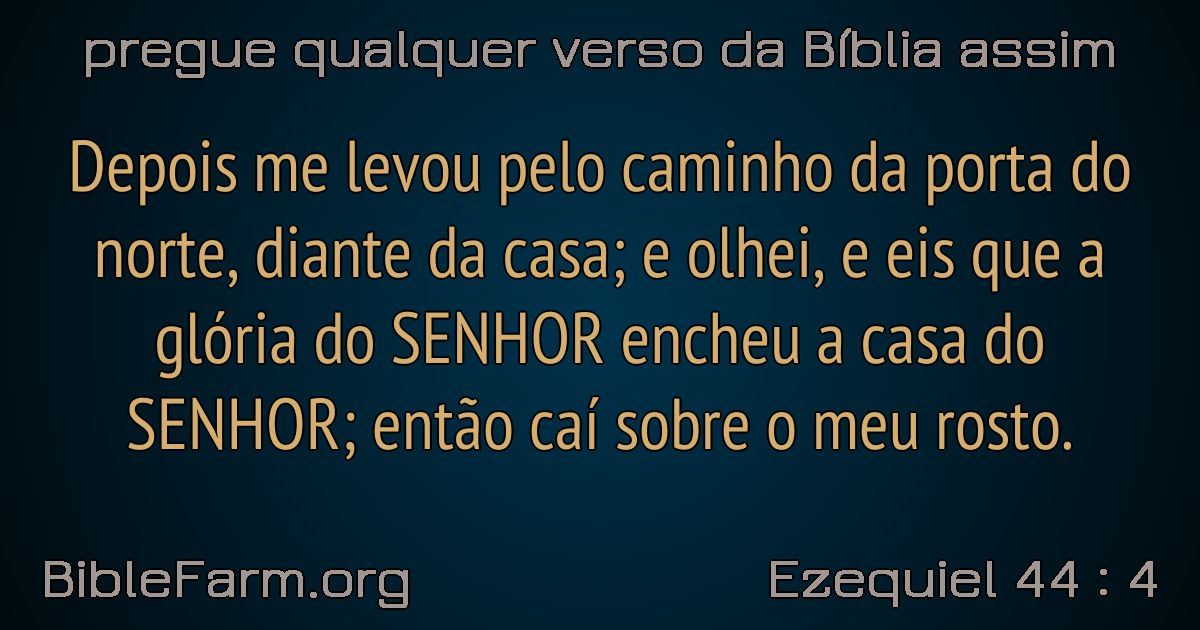 pregue qualquer verso da Bíblia assim
Depois me levou pelo caminho da porta do
norte, diante da casa; e olhei, e eis que a
glória do SENHOR encheu a casa do
SENHOR; então caí sobre o meu rosto.
BibleFarm.org
Ezequiel 44 : 4